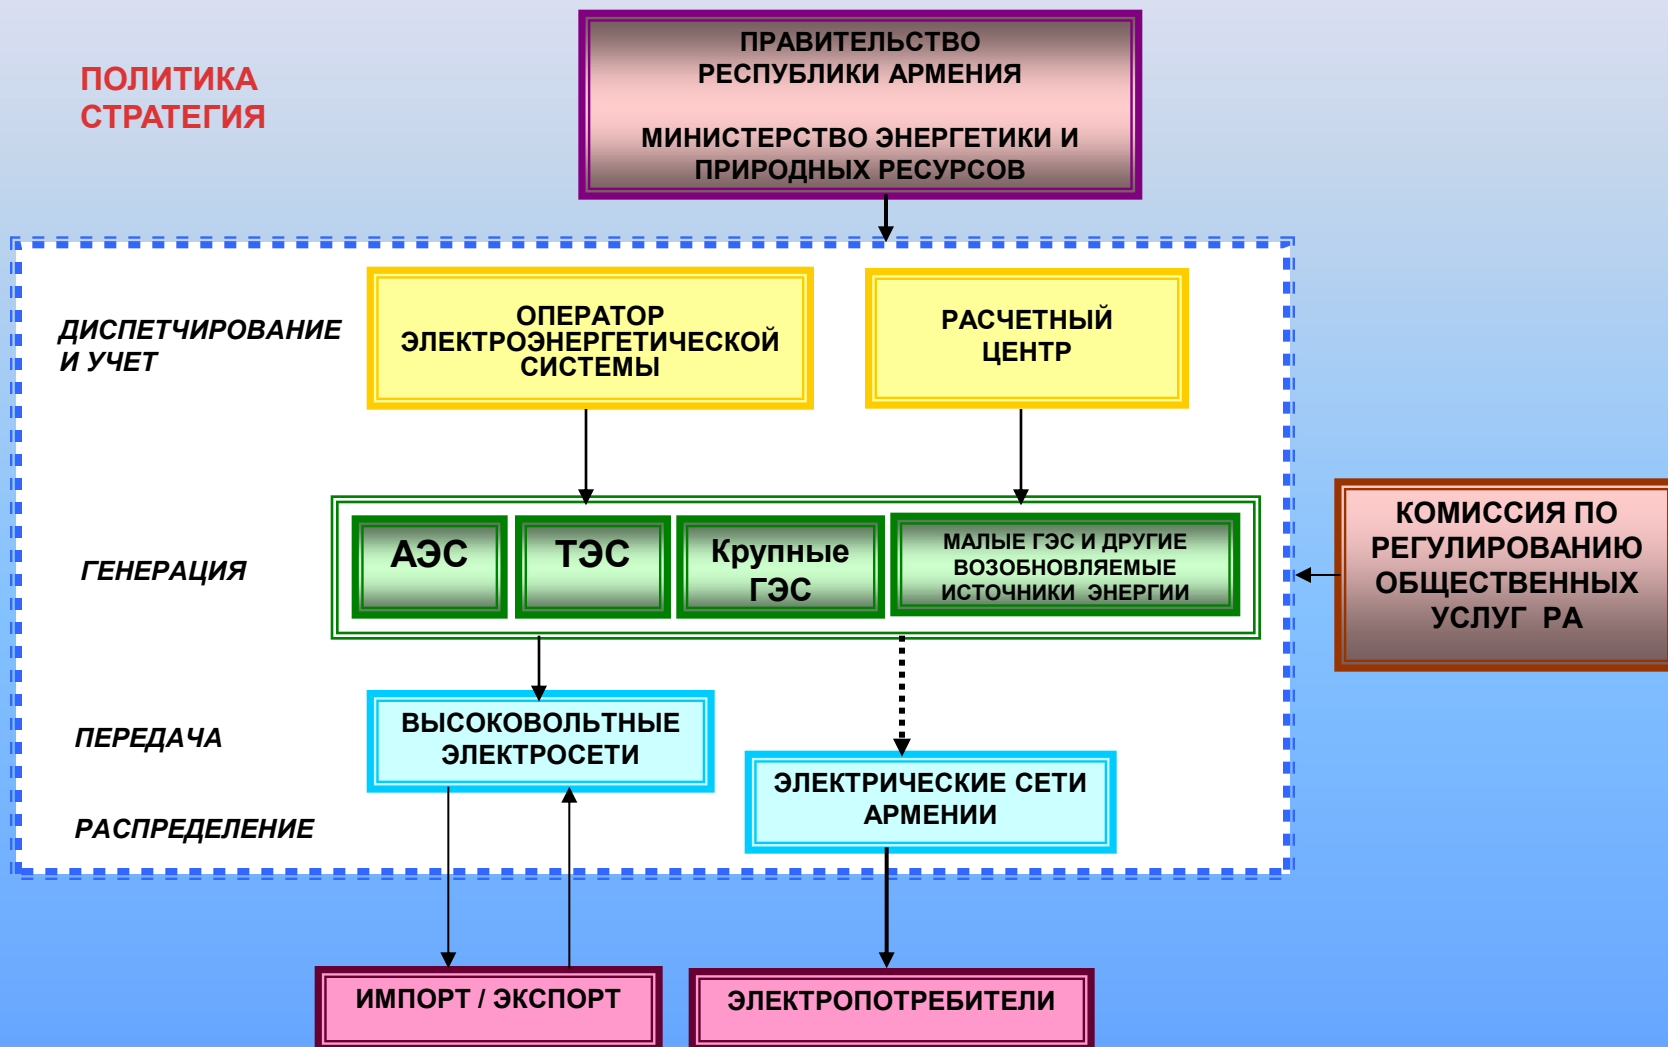 ПОЛИТИКА
СТРАТЕГИЯ
ПРАВИТЕЛЬСТВО
РЕСПУБЛИКИ АРМЕНИЯ
МИНИСТЕРСТВО ЭНЕРГЕТИКИ И
ПРИРОДНЫХ РЕСУРСОВ
ДИСПЕТЧИРОВАНИЕ
И УЧЕТ
ОПЕРАТОР
ЭЛЕКТРОЭНЕРГЕТИЧЕСКОЙ
СИСТЕМЫ
РАСЧЕТНЫЙ
ЦЕНТР
ГЕНЕРАЦИЯ
АЭС
ТЭС
Крупные
ГЭС
МАЛЫЕ ГЭС И ДРУГИЕ
ВОЗОБНОВЛЯЕМЫЕ
ИСТОЧНИКИ ЭНЕРГИИ
КОМИССИЯ ПО
РЕГУЛИРОВАНИЮ
ОБЩЕСТВЕННЫХ
УСЛУГ РА
ПЕРЕДАЧА
ВЫСОКОВОЛЬТНЫЕ
ЭЛЕКТРОСЕТИ
ЭЛЕКТРИЧЕСКИЕ СЕТИ
АРМЕНИИ
РАСПРЕДЕЛЕНИЕ
ИМПОРТ / ЭКСПОРТ
ЭЛЕКТРОПОТРЕБИТЕЛИ